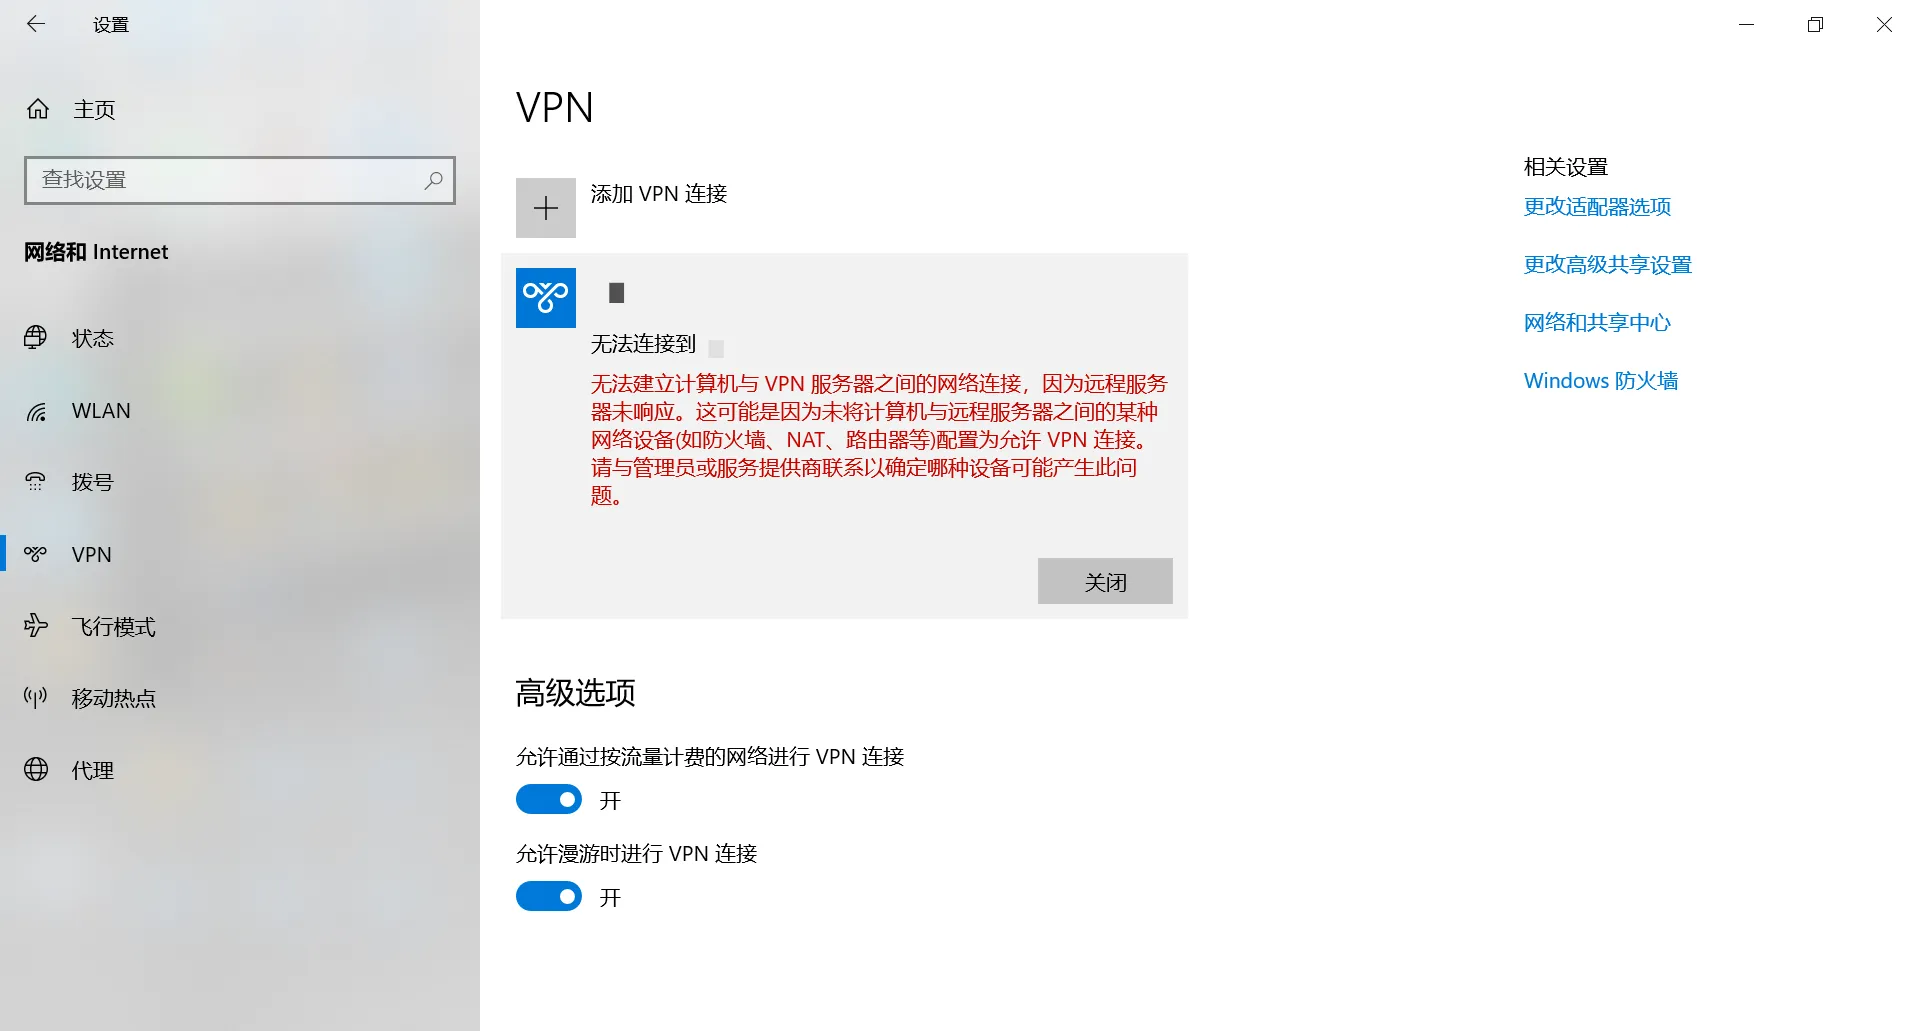 设置
主页
查找设置
网络和 Internet
状态
WLAN
拨号
VPN
飞行模式
移动热点
代理
VPN
添加 VPN 连接
无法连接到
无法建立计算机与 VPN 服务器之间的网络连接，因为远程服务
器未响应。这可能是因为未将计算机与远程服务器之间的某种
网络设备(如防火墙、NAT、路由器等)配置为允许 VPN 连接。
请与管理员或服务提供商联系以确定哪种设备可能产生此问
题。
关闭
高级选项
允许通过按流量计费的网络进行 VPN 连接
开
允许漫游时进行 VPN 连接
开
相关设置
更改适配器选项
更改高级共享设置
网络和共享中心
Windows 防火墙